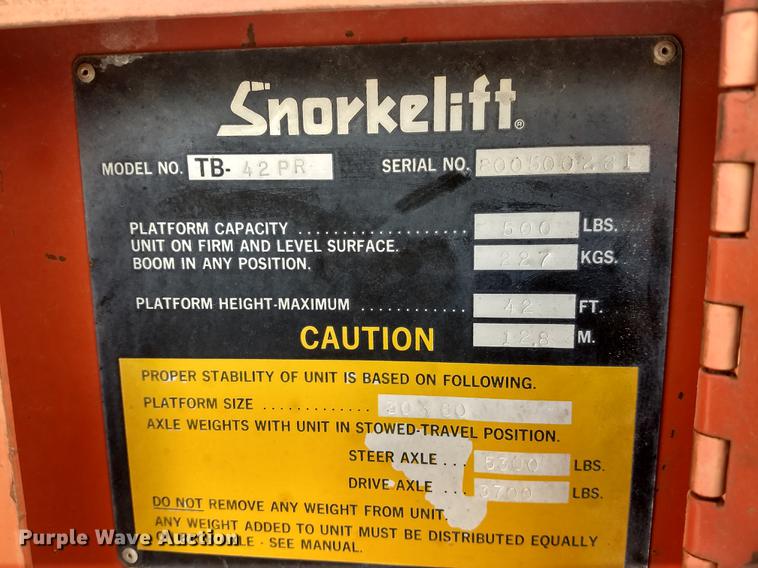 Snorkelift®
MODEL NO. TB- 42PR SERIAL NO.
PLATFORM CAPACITY .................... 500 LBS.
UNIT ON FIRM AND LEVEL SURFACE. 227 KGS.
BOOM IN ANY POSITION.
PLATFORM HEIGHT-MAXIMUM ............ 42 FT.
CAUTION 12.8 M.
PROPER STABILITY OF UNIT IS BASED ON FOLLOWING.
PLATFORM SIZE ..............
AXLE WEIGHTS WITH UNIT IN STOWED-TRAVEL POSITION.
STEER AXLE ... 5300 LBS.
DRIVE AXLE ... 3700 LBS.
DO NOT REMOVE ANY WEIGHT FROM UNIT.
ANY WEIGHT ADDED TO UNIT MUST BE DISTRIBUTED EQUALLY
- SEE MANUAL.
Purple Wave Auction